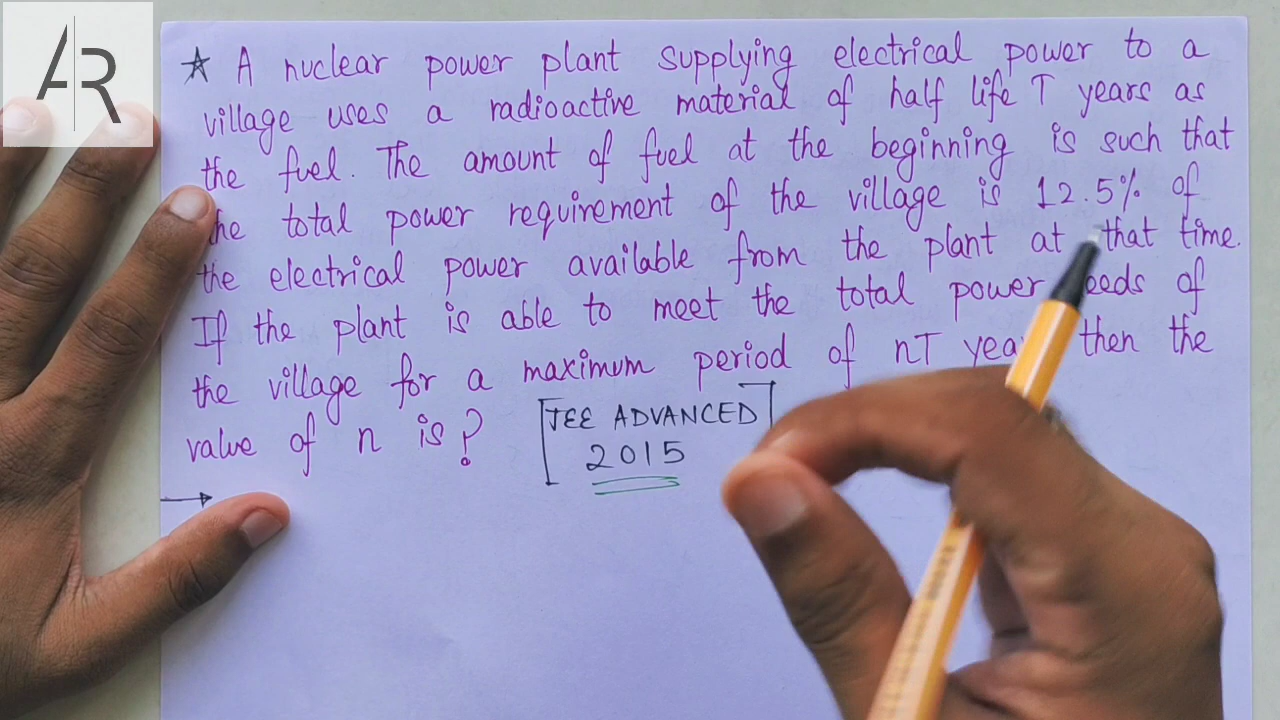 AR
★ A nuclear power plant supplying electrical power to a
village uses a radioactive material of half life T years as
the fuel. The amount of fuel at the beginning is such that
the total power requirement of the village is 12.5% of
the electrical power available from the plant at that time.
If the plant is able to meet the total power needs of
the village for a maximum period of nT years then the
value of n is?
[JEE ADVANCED
2015]
→